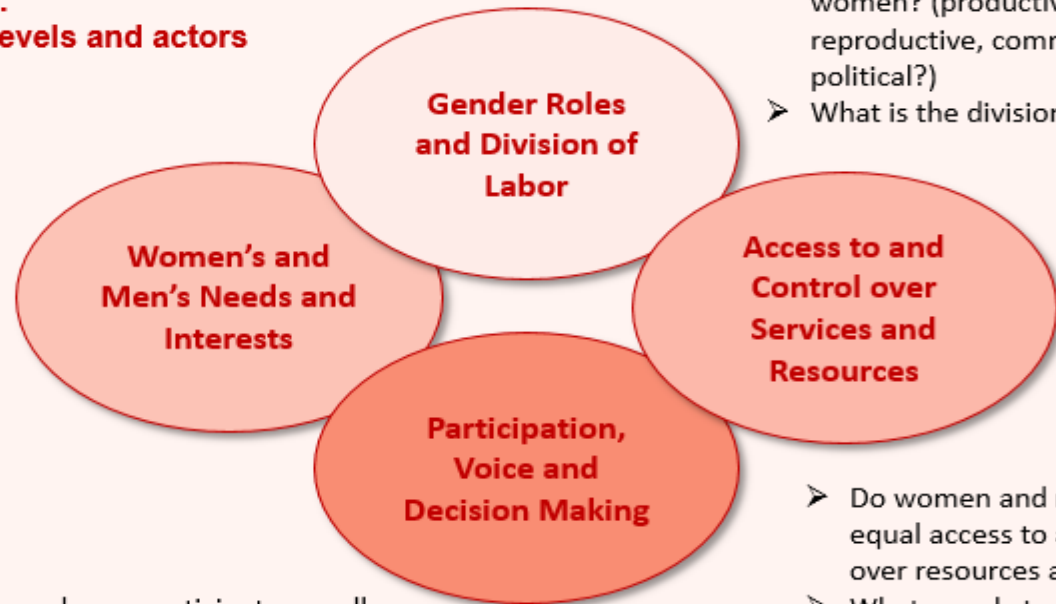 evels and actors
women? (productiv
reproductive, comm
political?)
➢ What is the division
Gender Roles
and Division of
Labor
Women's and
Men's Needs and
Interests
Access to and
Control over
Services and
Resources
Participation,
Voice and
Decision Making
➢ Do women and
equal access to
over resources